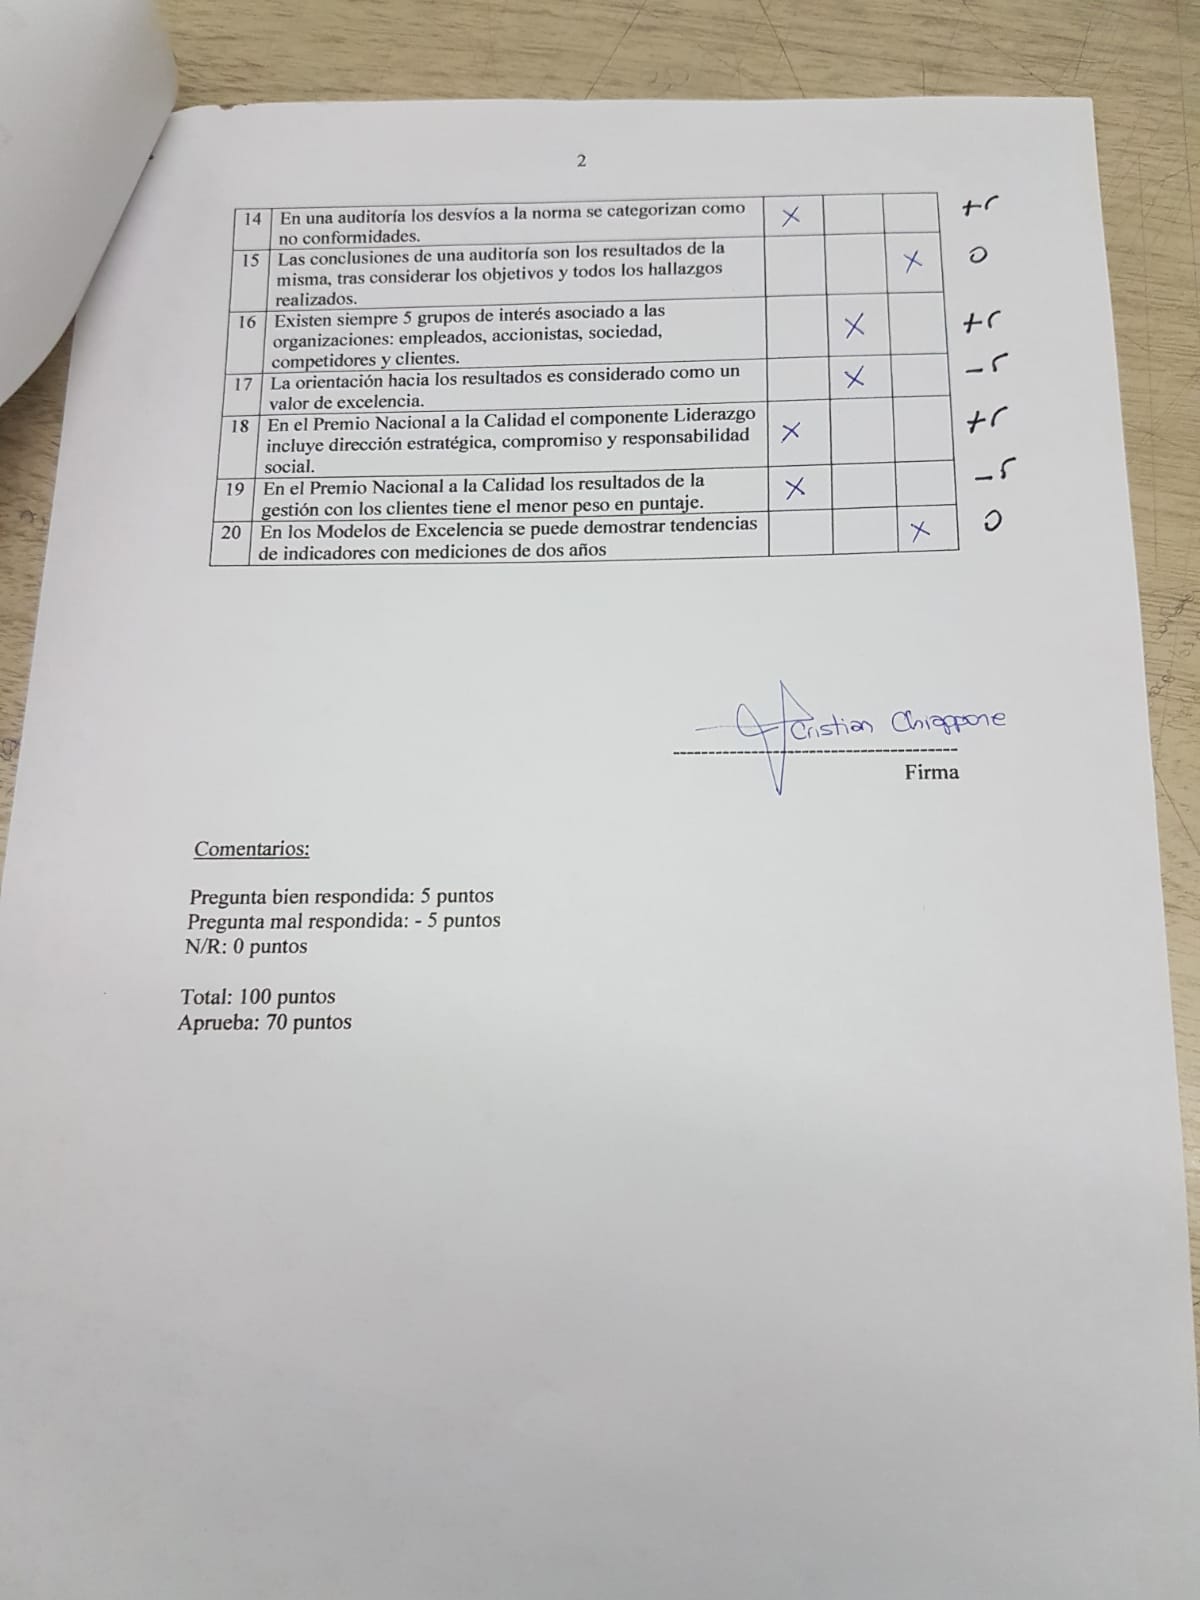 2
14 En una auditoría los desvíos a la norma se categorizan como X +5
no conformidades.
15 Las conclusiones de una auditoría son los resultados de la
misma, tras considerar los objetivos y todos los hallazgos X 0
realizados.
16 Existen siempre 5 grupos de interés asociado a las
organizaciones: empleados, accionistas, sociedad, X +5
competidores y clientes.
17 La orientación hacia los resultados es considerado como un X -5
valor de excelencia.
18 En el Premio Nacional a la Calidad el componente Liderazgo
incluye dirección estratégica, compromiso y responsabilidad X +5
social.
19 En el Premio Nacional a la Calidad los resultados de la X -5
gestión con los clientes tiene el menor peso en puntaje.
20 En los Modelos de Excelencia se puede demostrar tendencias X 0
de indicadores con mediciones de dos años
Cristian Chiappone
Firma
Comentarios:
Pregunta bien respondida: 5 puntos
Pregunta mal respondida: - 5 puntos
N/R: 0 puntos
Total: 100 puntos
Aprueba: 70 puntos